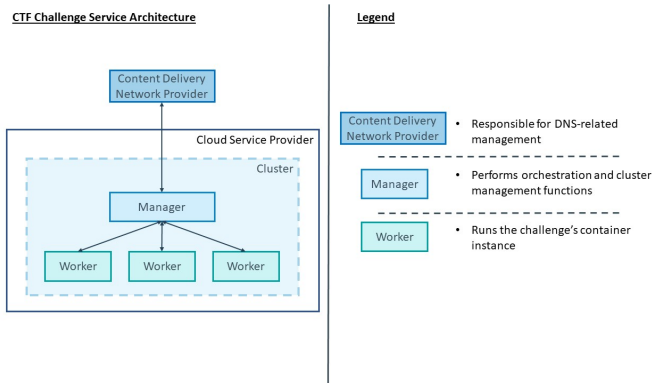 CTF Challenge Service Architecture
Content Delivery
Network Provider
Cloud Service Provider
Cluster
Manager
Worker Worker Worker
Legend
Content Delivery
Network Provider
• Responsible for DNS-related
management
Manager
• Performs orchestration and cluster
management functions
Worker
• Runs the challenge's container
instance